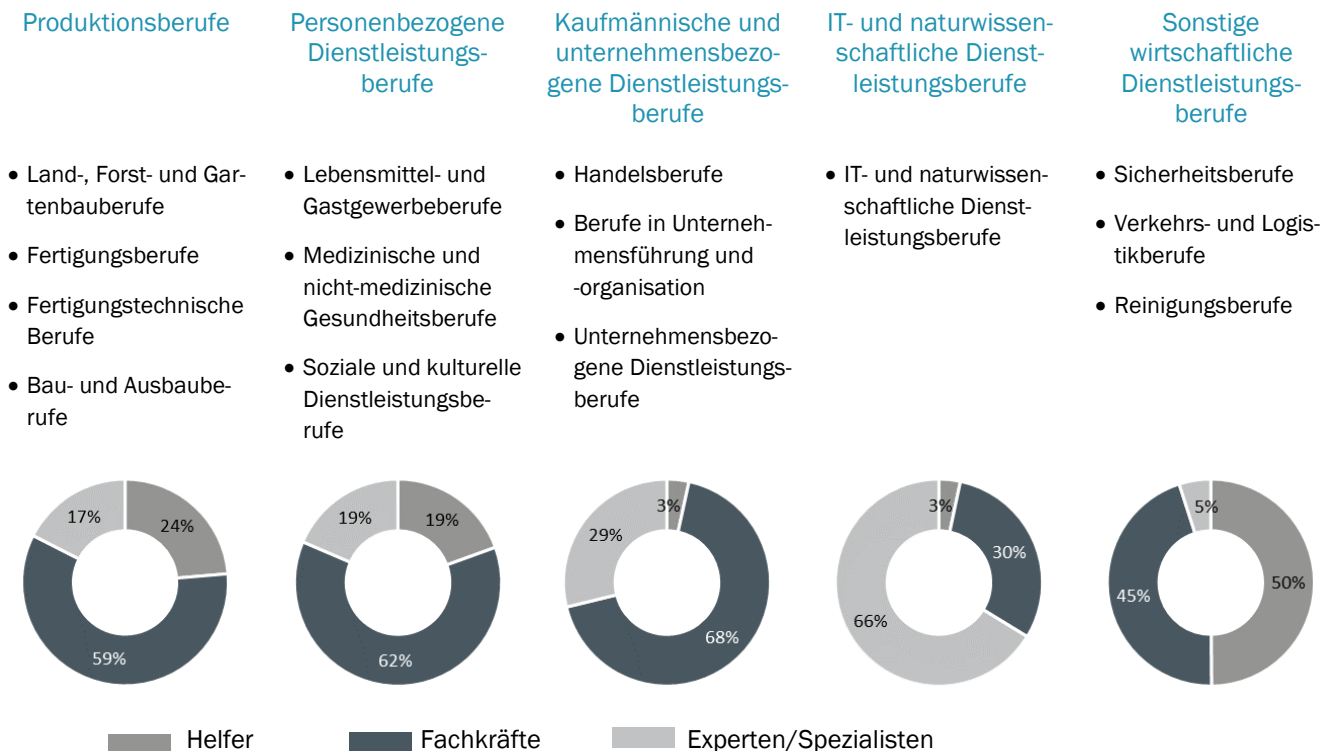 Produktionsberufe
Personenbezogene
Dienstleistungs-
berufe
Kaufmännische und
unternehmensbezo-
gene Dienstleistungs-
berufe
IT- und naturwissen-
schaftliche Dienst-
leistungsberufe
Sonstige
wirtschaftliche
Dienstleistungs-
berufe
• Land-, Forst- und Gar-
tenbauberufe
• Fertigungsberufe
• Fertigungstechnische
Berufe
• Bau- und Ausbaube-
rufe
• Lebensmittel- und
Gastgewerbeberufe
• Medizinische und
nicht-medizinische
Gesundheitsberufe
• Soziale und kulturelle
Dienstleistungsbe-
rufe
• Handelsberufe
• Berufe in Unterneh-
mensführung und
-organisation
• Unternehmensbezo-
gene Dienstleistungs-
berufe
• IT- und naturwissen-
schaftliche Dienst-
leistungsberufe
• Sicherheitsberufe
• Verkehrs- und Logis-
tikberufe
• Reinigungsberufe
17%
24%
59%
19%
19%
62%
3%
29%
68%
3%
30%
66%
5%
50%
45%
Helfer
Fachkräfte
Experten/Spezialisten